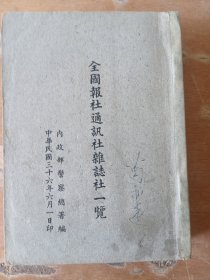 全國報社通訊社雜誌社一覽
內政部警察總署編
中華民國三十六年六月一日印